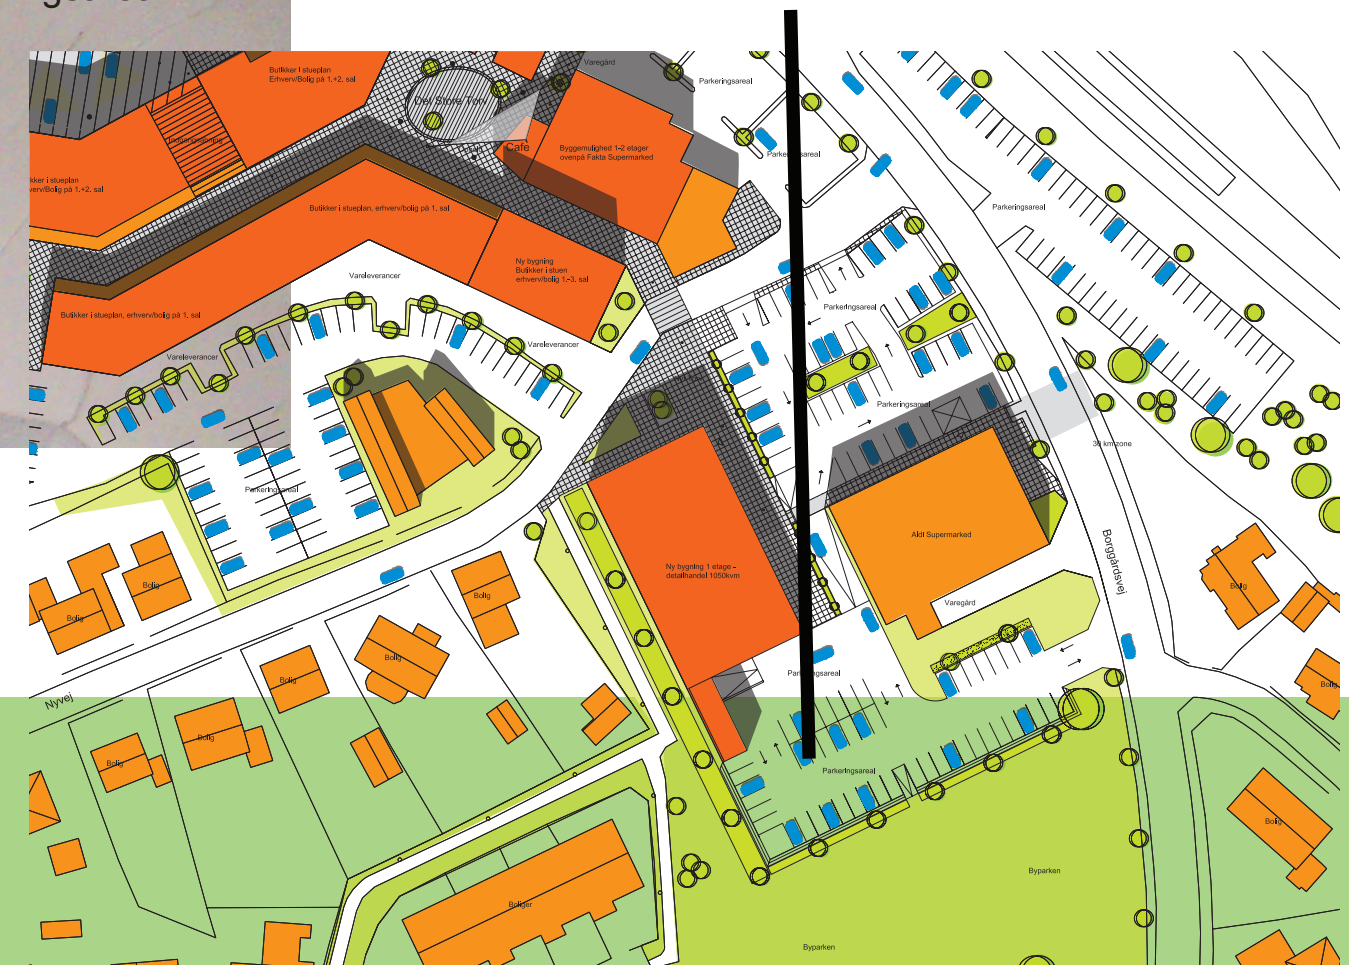 Butikker i stueplan
Erhverv/Bolig på 1.+2. sal
Varegård
Parkeringsareal
Det Store Torv
Cafe
Byggemulighed 1-2 etager
ovenpå Fakta Supermarked
Parkeringsareal
kker i stueplan
verv/Bolig på 1.+2. sal
Butikker i stueplan, erhverv/bolig på 1. sal
Parkeringsareal
Ny bygning
Butikker i stuen
erhverv/bolig 1.-3. sal
Vareleverancer
Parkeringsareal
Butikker i stueplan, erhverv/bolig på 1. sal
Vareleverancer
Vareleverancer
Parkeringsareal
30 km zone
Parkeringsareal
Aldi Supermarked
Borggårdsvej
Ny bygning 1 etage -
detailhandel 1050kvm
Varegård
Bolig
Bolig
Bolig
Bolig
Bolig
Bolig
Bolig
Nyvej
Parkeringsareal
Bolig
Bolig
Parkeringsareal
Bolig
Byparken
Boliger
Byparken